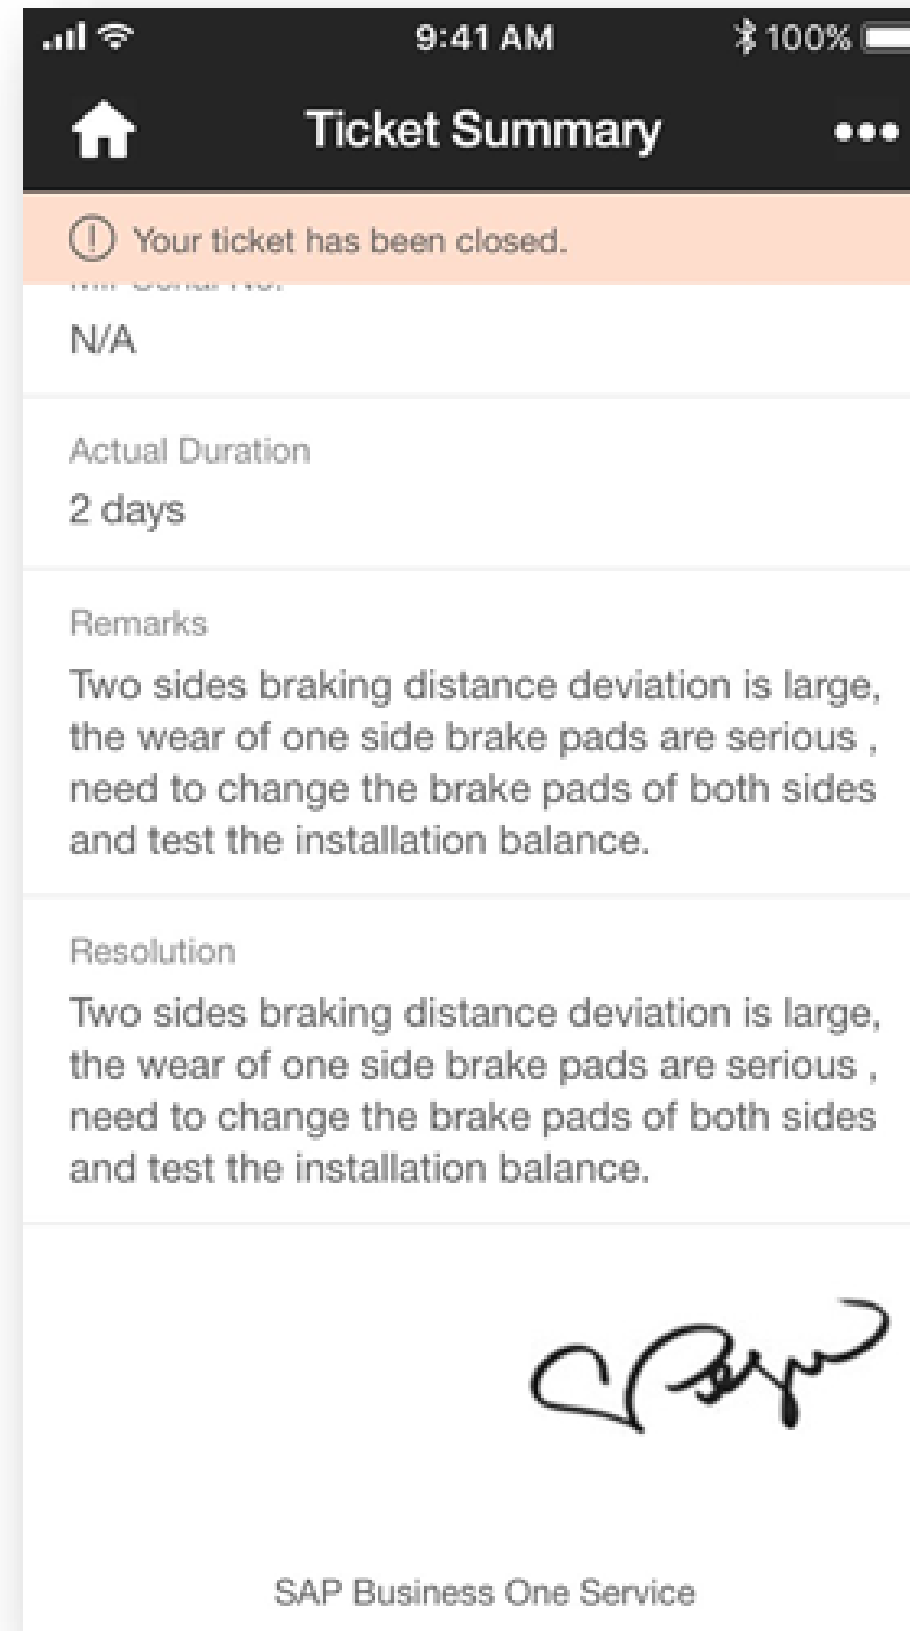 9:41 AM
100%
Ticket Summary
Your ticket has been closed.
N/A
Actual Duration
2 days
Remarks
Two sides braking distance deviation is large,
the wear of one side brake pads are serious ,
need to change the brake pads of both sides
and test the installation balance.
Resolution
Two sides braking distance deviation is large,
the wear of one side brake pads are serious ,
need to change the brake pads of both sides
and test the installation balance.
SAP Business One Service